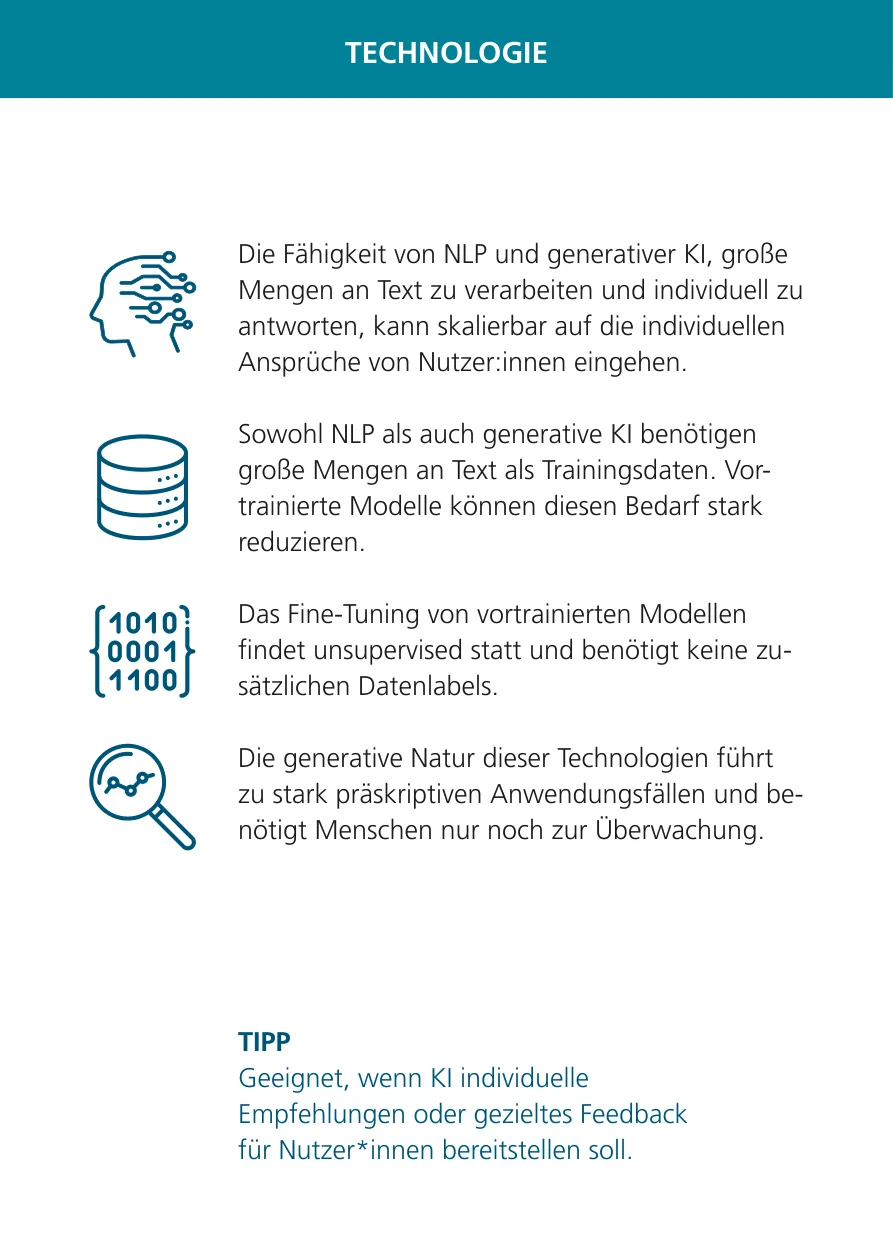 TECHNOLOGIE
Die Fähigkeit von NLP und generativer KI, große
Mengen an Text zu verarbeiten und individuell zu
antworten, kann skalierbar auf die individuellen
Ansprüche von Nutzer:innen eingehen.
Sowohl NLP als auch generative KI benötigen
große Mengen an Text als Trainingsdaten. Vor-
trainierte Modelle können diesen Bedarf stark
reduzieren.
1010
0001
1100
Das Fine-Tuning von vortrainierten Modellen
findet unsupervised statt und benötigt keine zu-
sätzlichen Datenlabels.
Die generative Natur dieser Technologien führt
zu stark präskriptiven Anwendungsfällen und be-
nötigt Menschen nur noch zur Überwachung.
TIPP
Geeignet, wenn KI individuelle
Empfehlungen oder gezieltes Feedback
für Nutzer*innen bereitstellen soll.